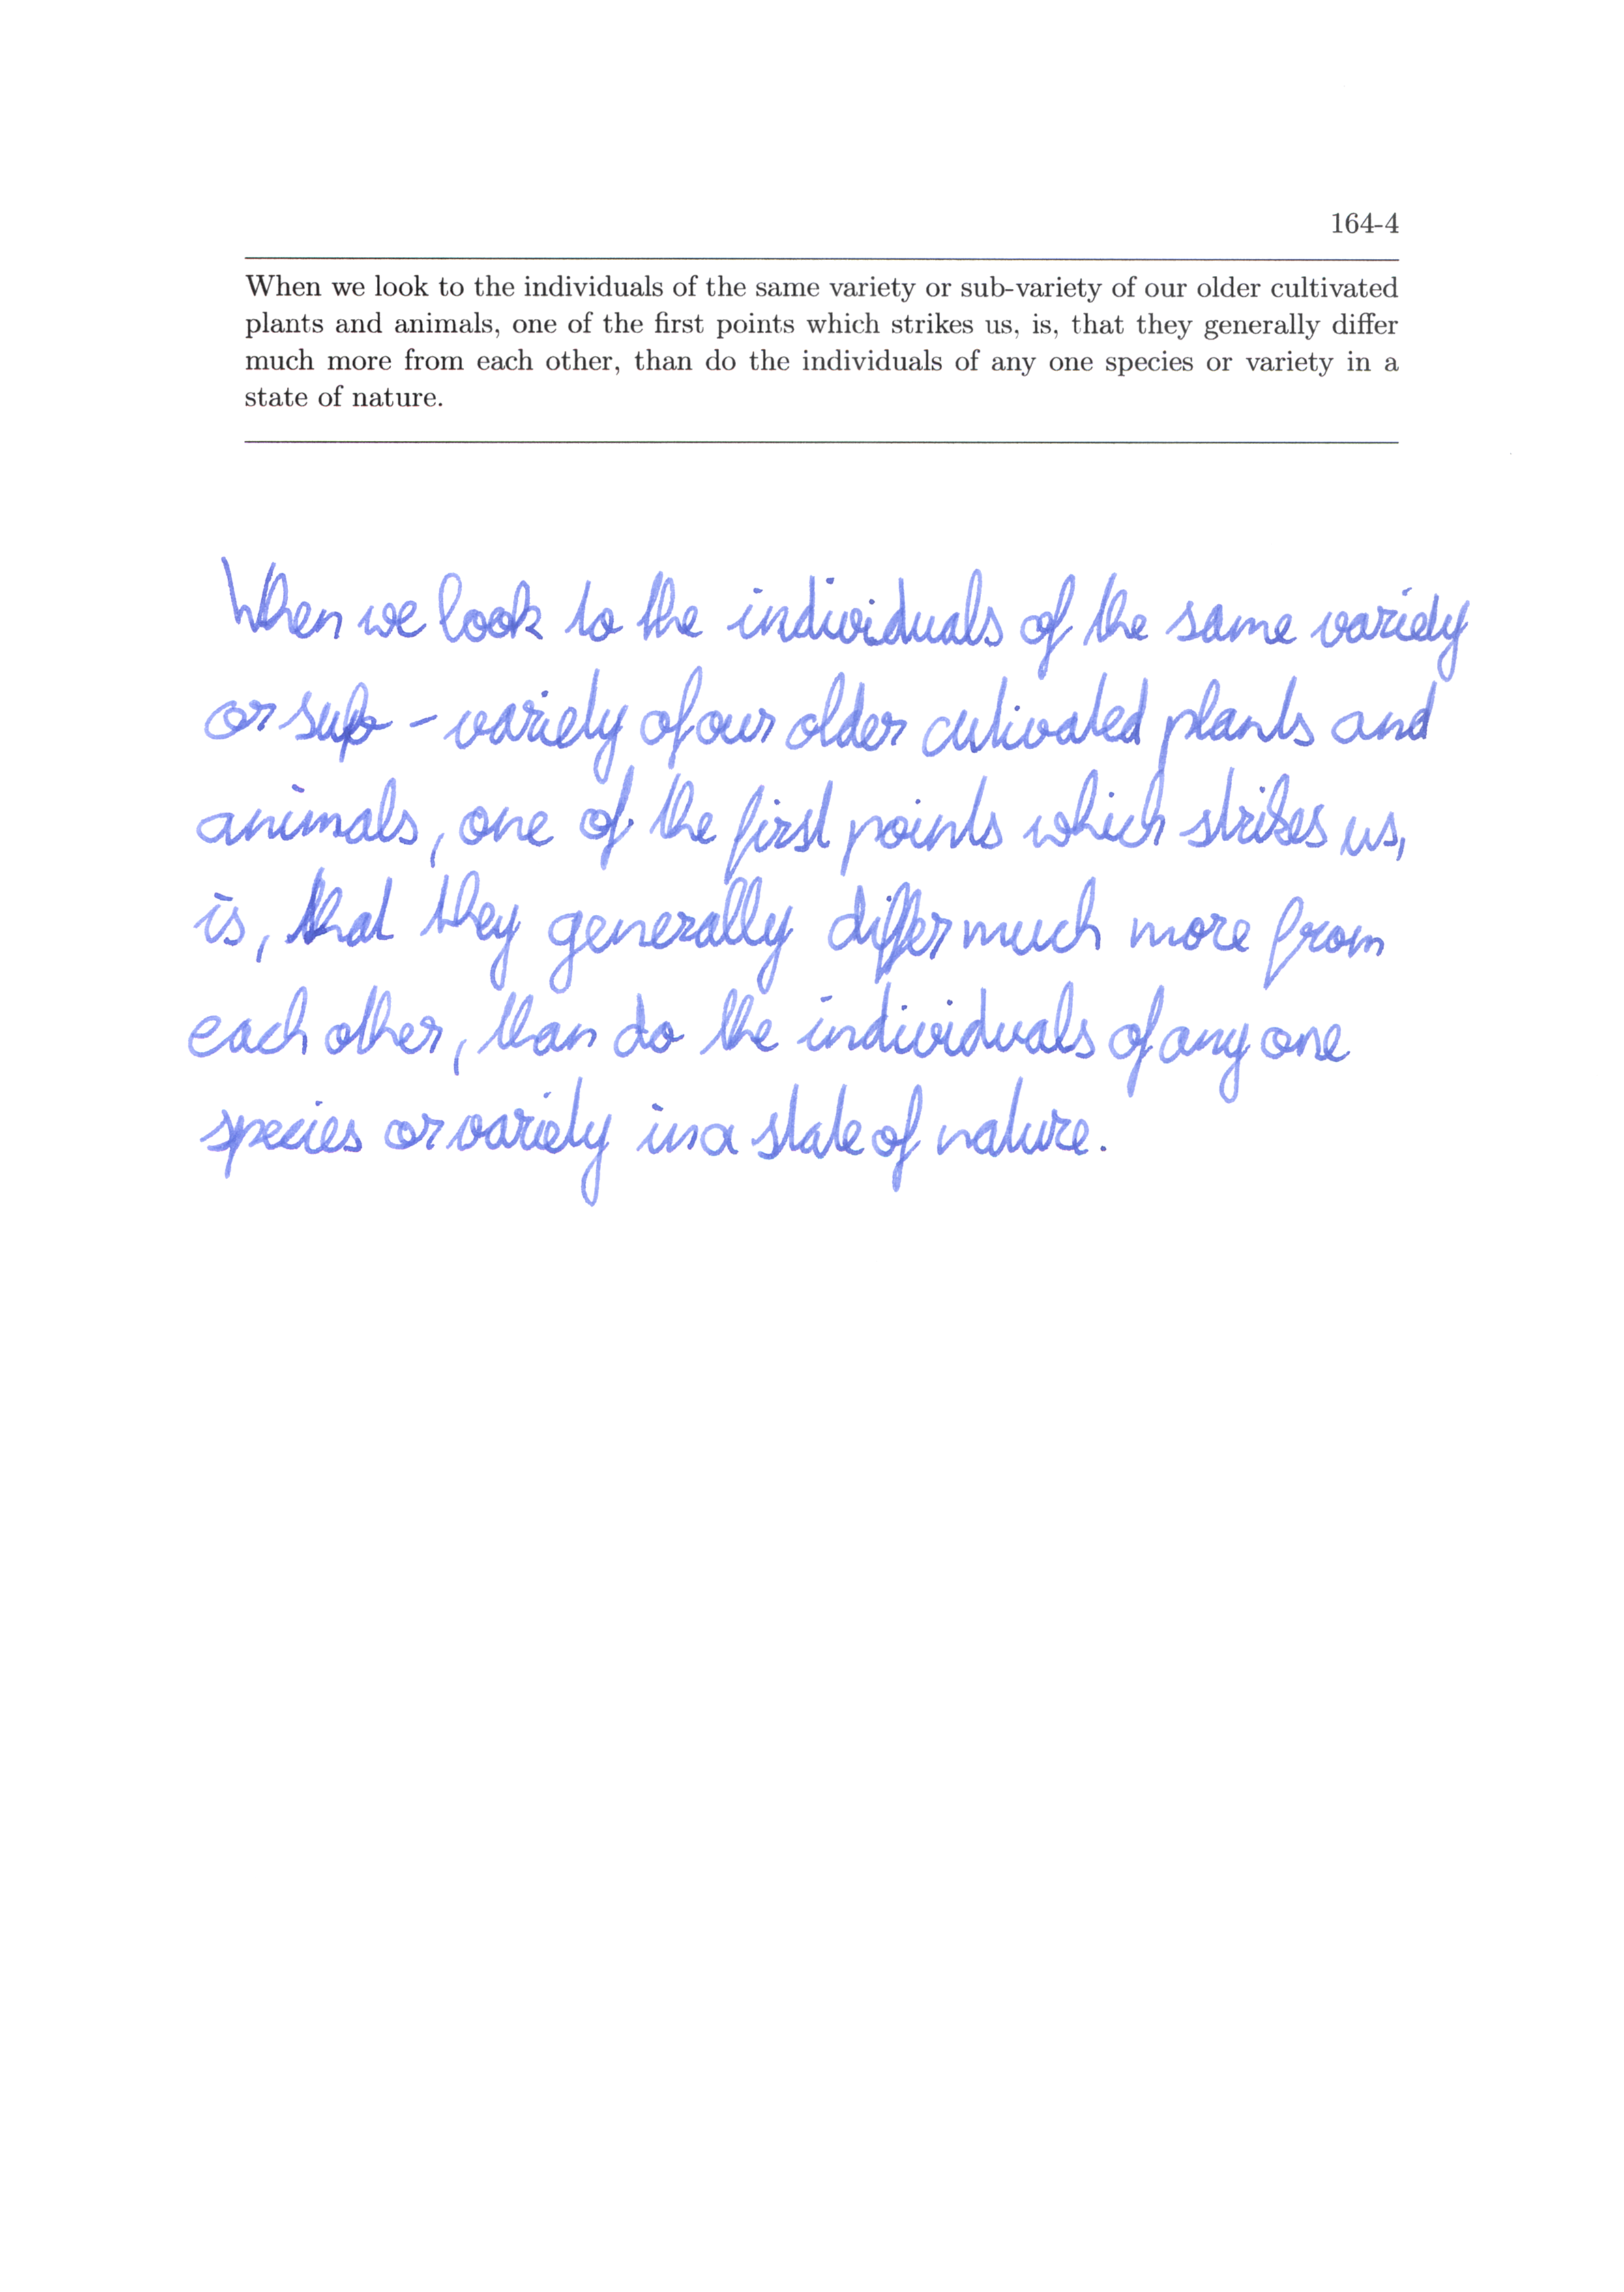 164-4
When we look to the individuals of the same variety or sub-variety of our older cultivated
plants and animals, one of the first points which strikes us, is, that they generally differ
much more from each other, than do the individuals of any one species or variety in a
state of nature.
When we look to the individuals of the same variety
or sub - variety of our older cultivated plants and
animals, one of the first points which strikes us,
is, that they generally differ much more from
each other, than do the individuals of any one
species or variety in a state of nature.